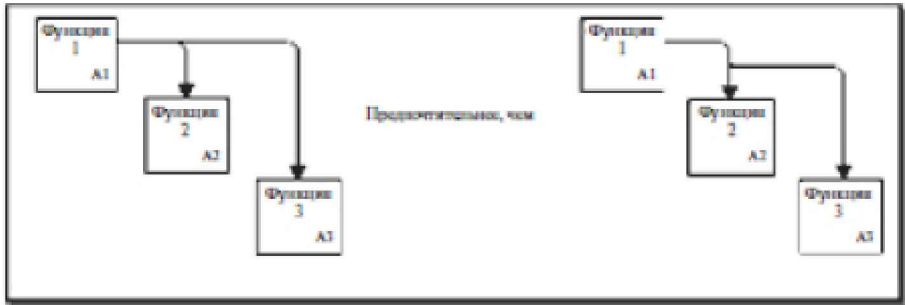 Функция
1
А1
Функция
2
А2
Функция
3
А3
Предпочтительнее, чем
Функция
1
А1
Функция
2
А2
Функция
3
А3